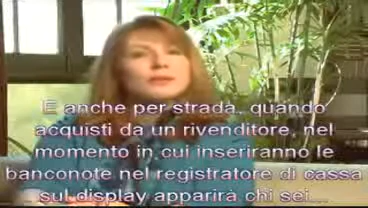 E anche per strada, quando
acquisti da un rivenditore, nel
momento in cui inseriranno le
banconote nel registratore di cassa
sul display apparirà chi sei...